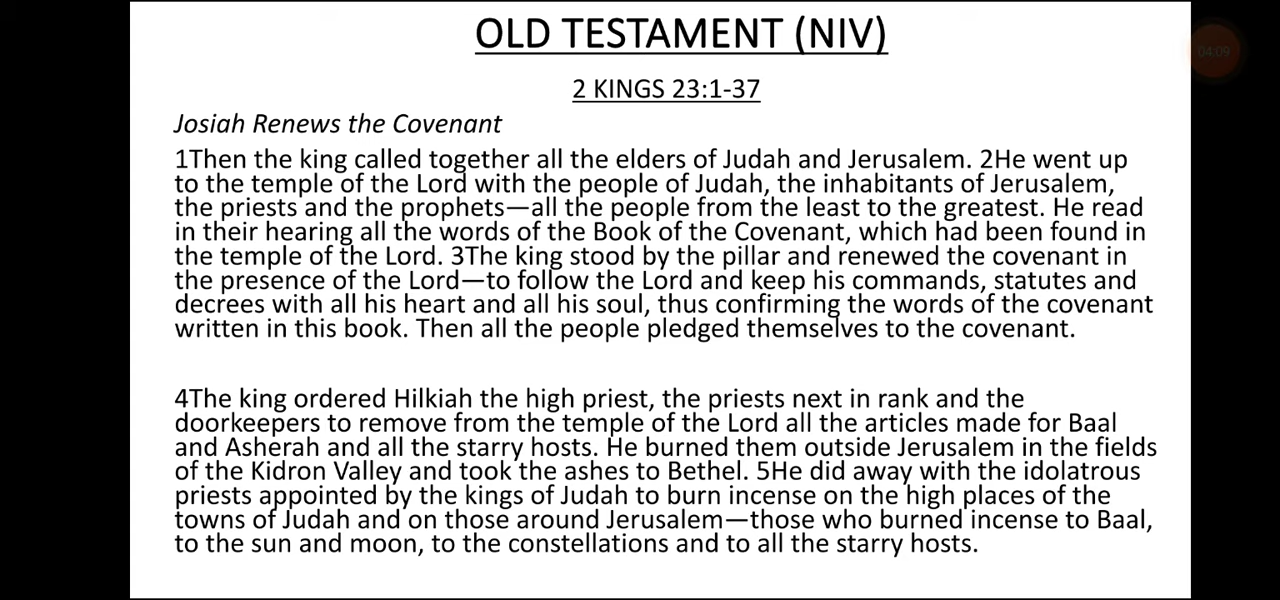 OLD TESTAMENT (NIV)
04:09
2 KINGS 23:1-37
Josiah Renews the Covenant
1Then the king called together all the elders of Judah and Jerusalem. 2He went up
to the temple of the Lord with the people of Judah, the inhabitants of Jerusalem,
the priests and the prophets—all the people from the least to the greatest. He read
in their hearing all the words of the Book of the Covenant, which had been found in
the temple of the Lord. 3The king stood by the pillar and renewed the covenant in
the presence of the Lord—to follow the Lord and keep his commands, statutes and
decrees with all his heart and all his soul, thus confirming the words of the covenant
written in this book. Then all the people pledged themselves to the covenant.
4The king ordered Hilkiah the high priest, the priests next in rank and the
doorkeepers to remove from the temple of the Lord all the articles made for Baal
and Asherah and all the starry hosts. He burned them outside Jerusalem in the fields
of the Kidron Valley and took the ashes to Bethel. 5He did away with the idolatrous
priests appointed by the kings of Judah to burn incense on the high places of the
towns of Judah and on those around Jerusalem—those who burned incense to Baal,
to the sun and moon, to the constellations and to all the starry hosts.